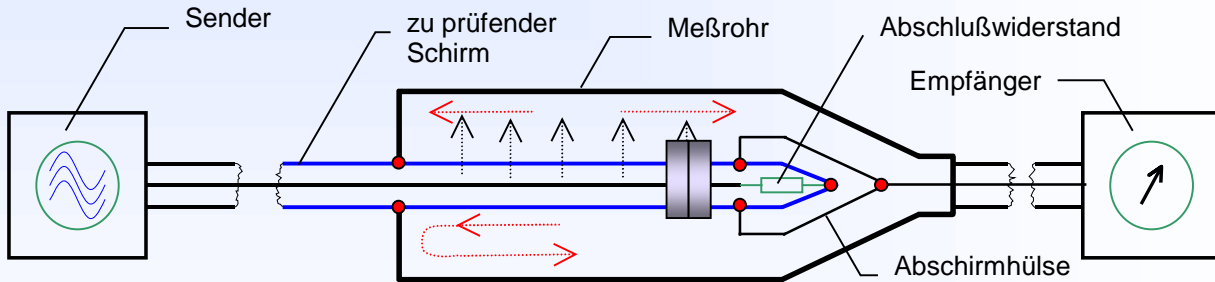 Sender
zu prüfender
Schirm
Meßrohr
Abschlußwiderstand
Empfänger
Abschirmhülse